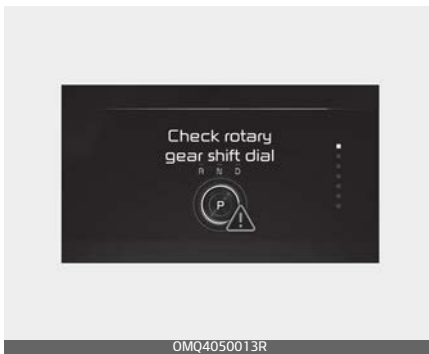 Check rotary
gear shift dial
R N D
P
OMQ4050013R